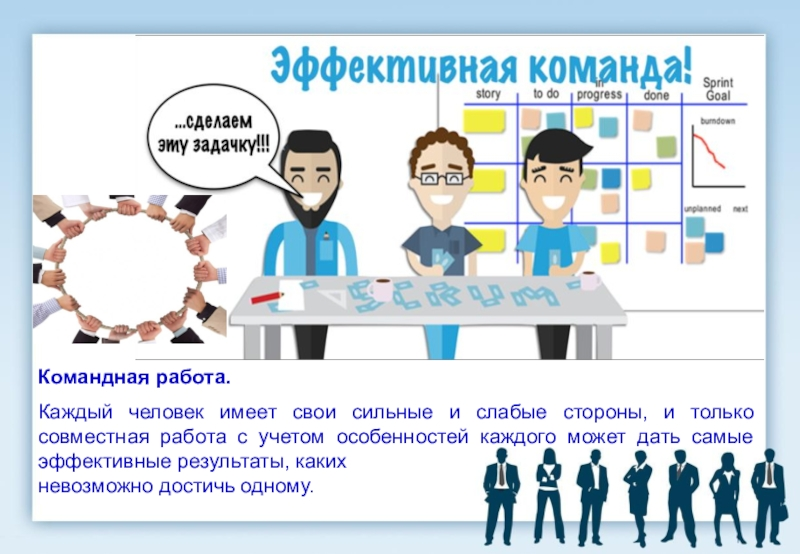 Эффективная команда!
story to do in progress done Sprint Goal
burndown
unplanned next
...сделаем
эту задачку!!!
СКРИМ
Командная работа.
Каждый человек имеет свои сильные и слабые стороны, и только
совместная работа с учетом особенностей каждого может дать самые
эффективные результаты, каких
невозможно достичь одному.